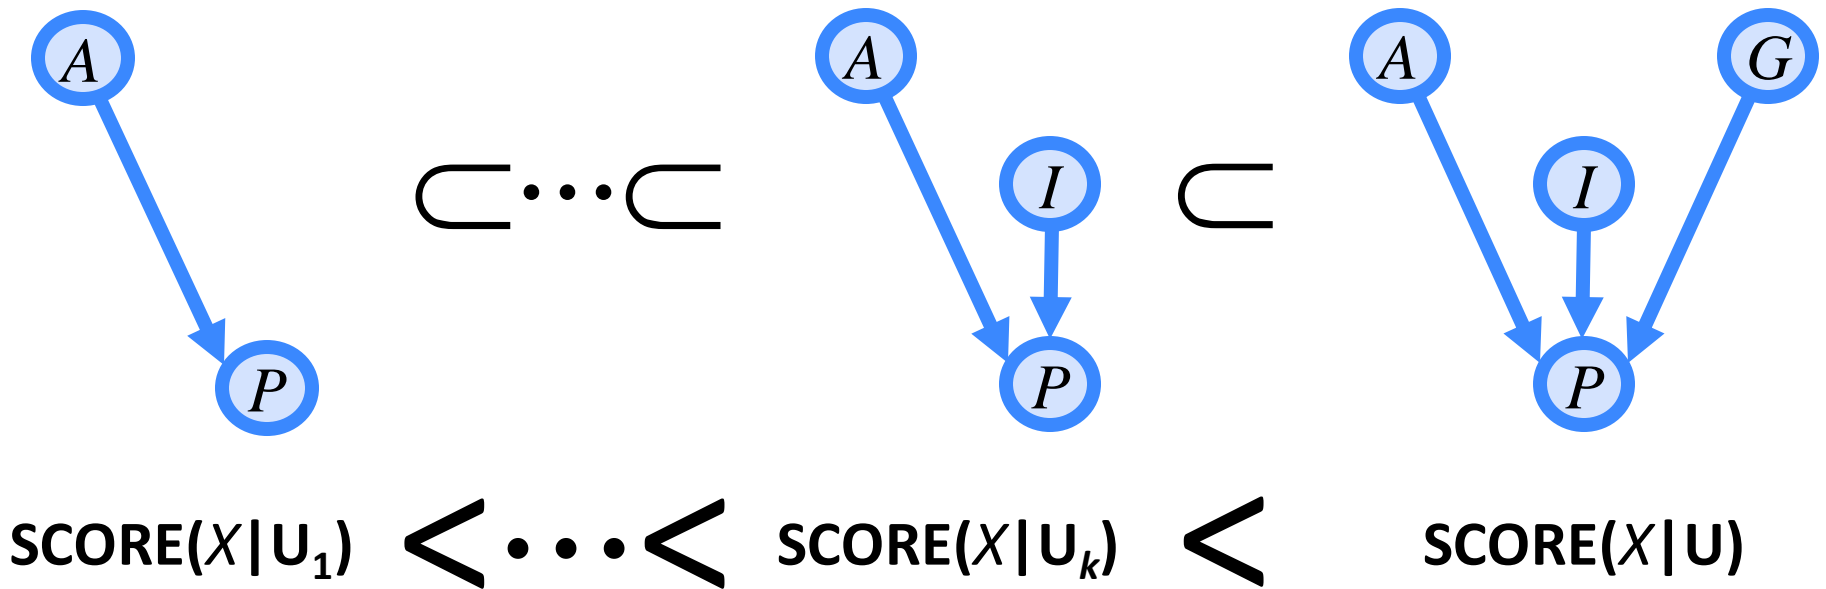 A A A G
I I
⊂ ⋯ ⊂ ⊂
P P P
SCORE(X|U₁) < ⋯ < SCORE(X|Uₖ) < SCORE(X|U)